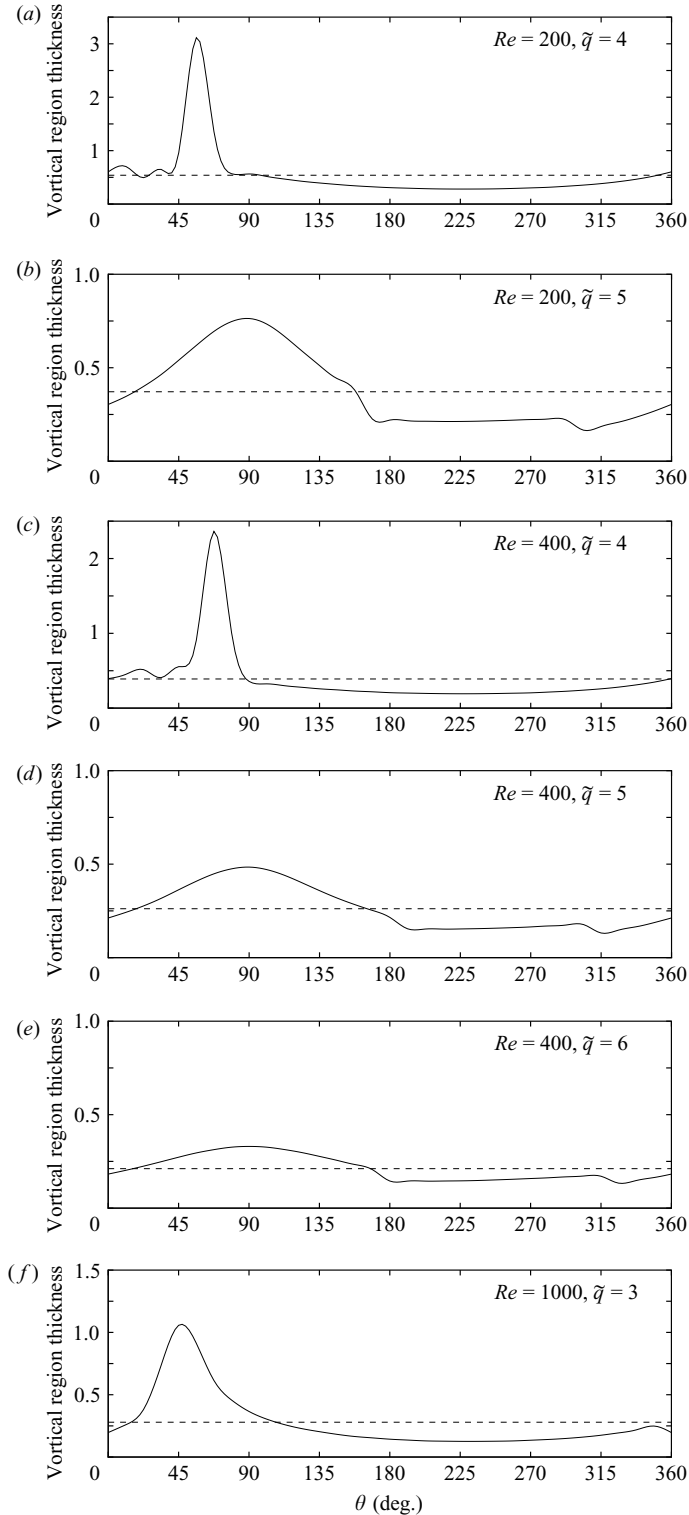 (a)
Vortical region thickness
3
2
1
0
Re = 200, q̃ = 4
45 90 135 180 225 270 315 360
(b)
Vortical region thickness
1.0
0.5
0
Re = 200, q̃ = 5
45 90 135 180 225 270 315 360
(c)
Vortical region thickness
2
1
0
Re = 400, q̃ = 4
45 90 135 180 225 270 315 360
(d)
Vortical region thickness
1.0
0.5
0
Re = 400, q̃ = 5
45 90 135 180 225 270 315 360
(e)
Vortical region thickness
1.0
0.5
0
Re = 400, q̃ = 6
45 90 135 180 225 270 315 360
(f)
Vortical region thickness
1.5
1.0
0.5
0
Re = 1000, q̃ = 3
45 90 135 180 225 270 315 360
θ (deg.)